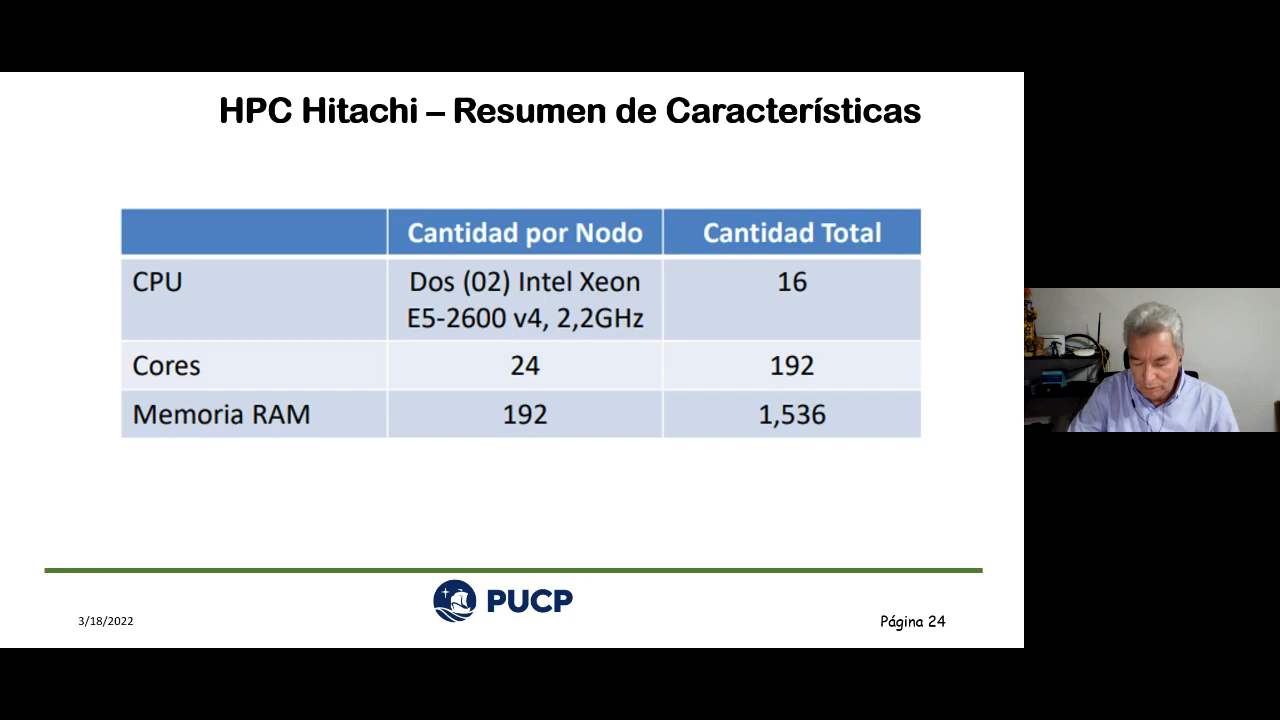 HPC Hitachi – Resumen de Características
Cantidad por Nodo Cantidad Total
CPU Dos (02) Intel Xeon 16
E5-2600 v4, 2,2GHz
Cores 24 192
Memoria RAM 192 1,536
PUCP
3/18/2022 Página 24